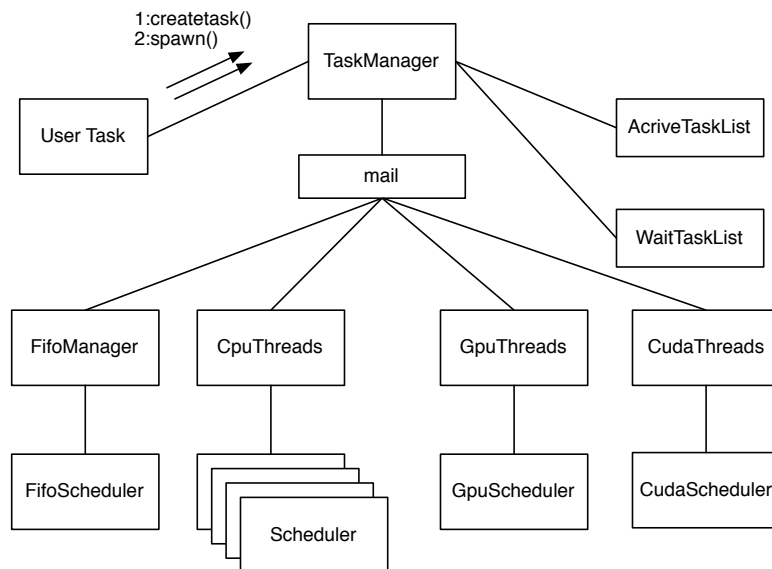 1:createtask()
2:spawn()
TaskManager
User Task
AcriveTaskList
mail
WaitTaskList
FifoManager
CpuThreads
GpuThreads
CudaThreads
FifoScheduler
GpuScheduler
CudaScheduler
Scheduler